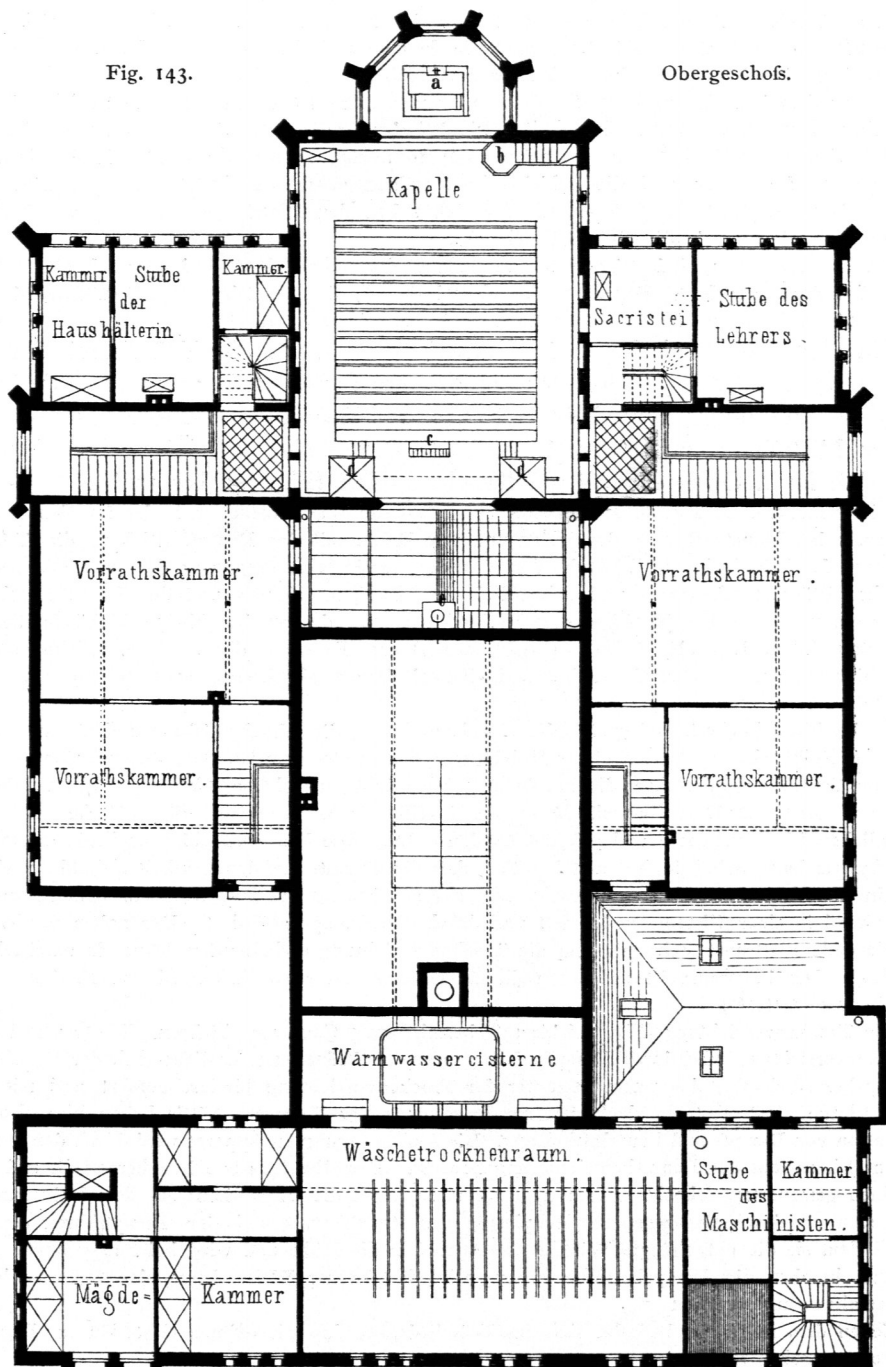 Fig. 143.
Obergeschoſs.
a
b
Kapelle
Kammer
Stube
der
Haushälterin
Kammer.
Sacristei
Stube des
Lehrers.
c
d
d
Vorrathskammer.
Vorrathskammer.
e
Vorrathskammer.
Vorrathskammer.
Warmwassercisterne
Wäschetrocknenraum.
Stube
des
Maschinisten.
Kammer
Mägde=
Kammer